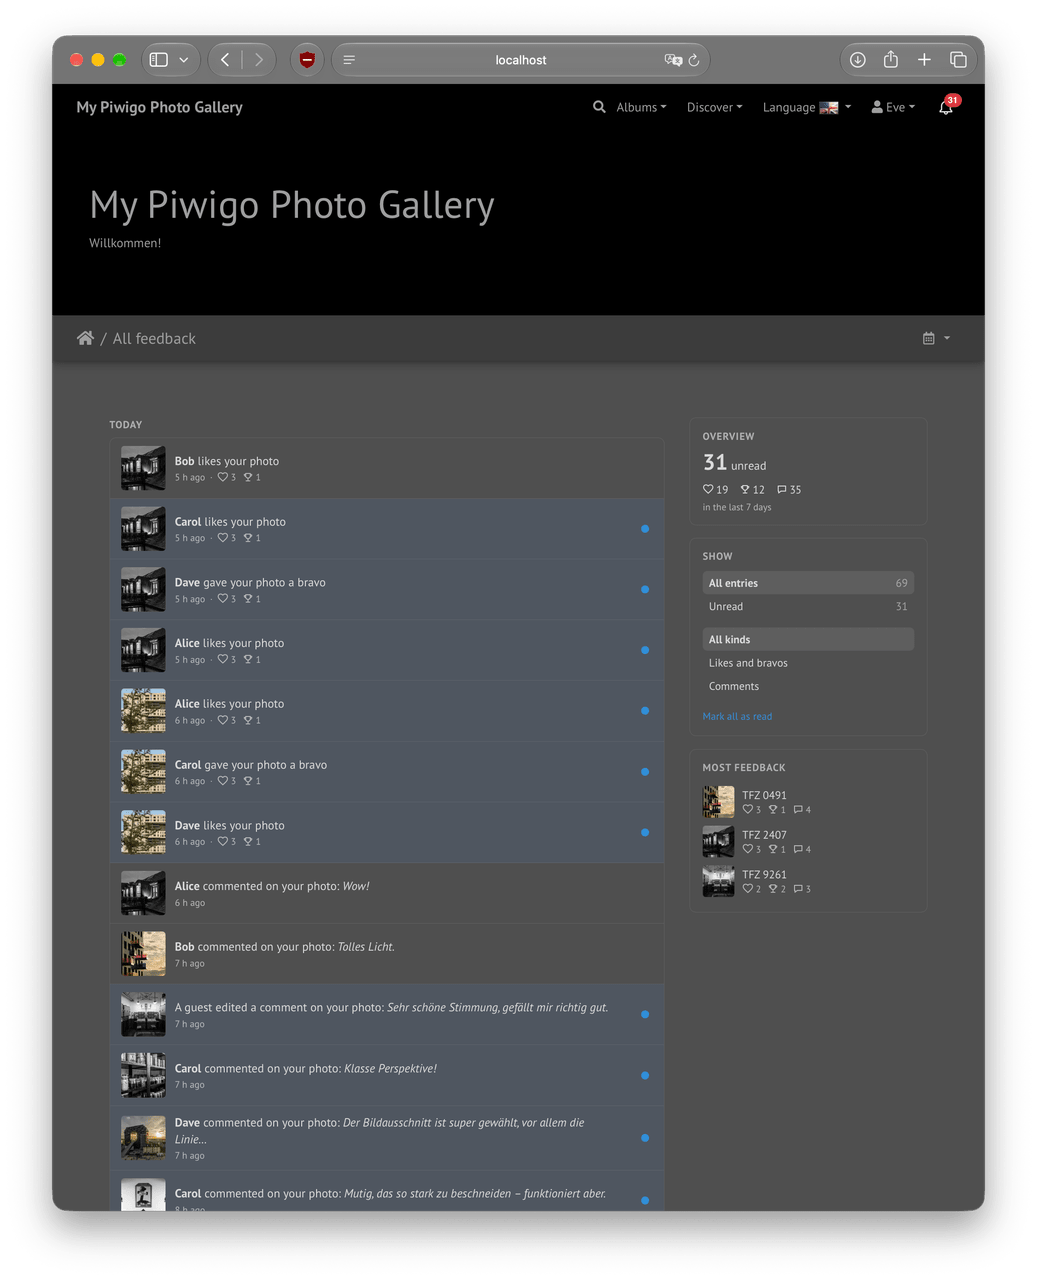 localhost
My Piwigo Photo Gallery
Albums
Discover
Language
Eve
31
My Piwigo Photo Gallery
Willkommen!
/ All feedback
TODAY
Bob likes your photo
5 h ago · 3 1
Carol likes your photo
5 h ago · 3 1
Dave gave your photo a bravo
5 h ago · 3 1
Alice likes your photo
5 h ago · 3 1
Alice likes your photo
6 h ago · 3 1
Carol gave your photo a bravo
6 h ago · 3 1
Dave likes your photo
6 h ago · 3 1
Alice commented on your photo: Wow!
6 h ago
Bob commented on your photo: Tolles Licht.
7 h ago
A guest edited a comment on your photo: Sehr schöne Stimmung, gefällt mir richtig gut.
7 h ago
Carol commented on your photo: Klasse Perspektive!
7 h ago
Dave commented on your photo: Der Bildausschnitt ist super gewählt, vor allem die
Linie...
7 h ago
Carol commented on your photo: Mutig, das so stark zu beschneiden – funktioniert aber.
8 h ago
OVERVIEW
31 unread
19 12 35
in the last 7 days
SHOW
All entries 69
Unread 31
All kinds
Likes and bravos
Comments
Mark all as read
MOST FEEDBACK
TFZ 0491
3 1 4
TFZ 2407
3 1 4
TFZ 9261
2 2 3